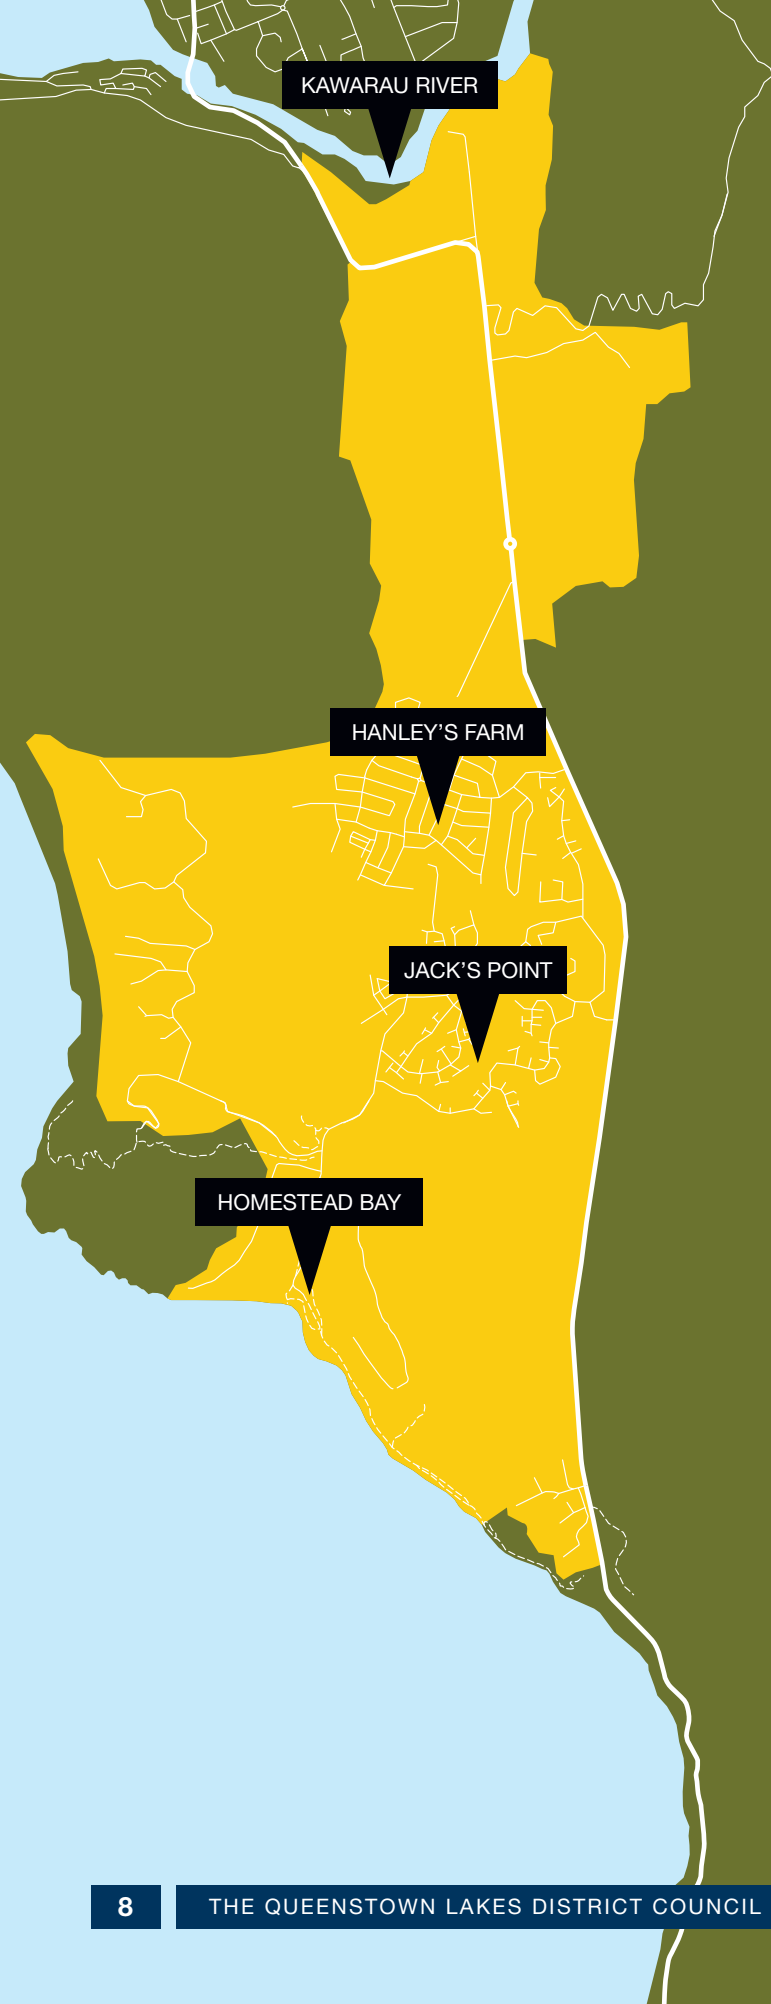 KAWARAU RIVER
HANLEY'S FARM
JACK'S POINT
HOMESTEAD BAY
8
THE QUEENSTOWN LAKES DISTRICT COUNCIL